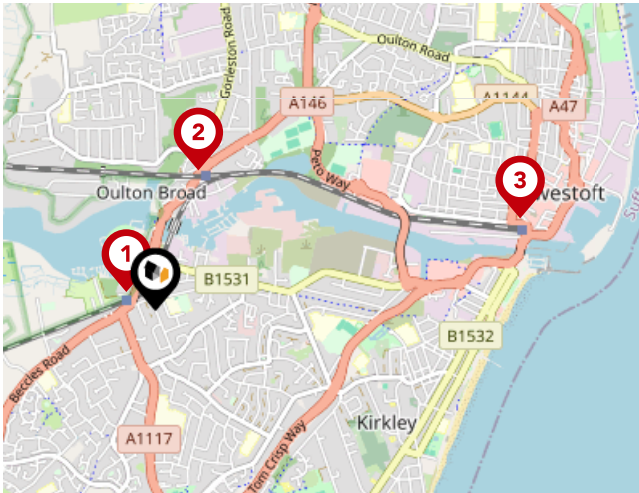 Gorleston Road
Oulton Road
A1144
A146
A47
2
Peto Way
3
Oulton Broad
westoft
Suff
1
B1531
B1532
Beccles Road
A1117
Tom Crisp Way
Kirkley